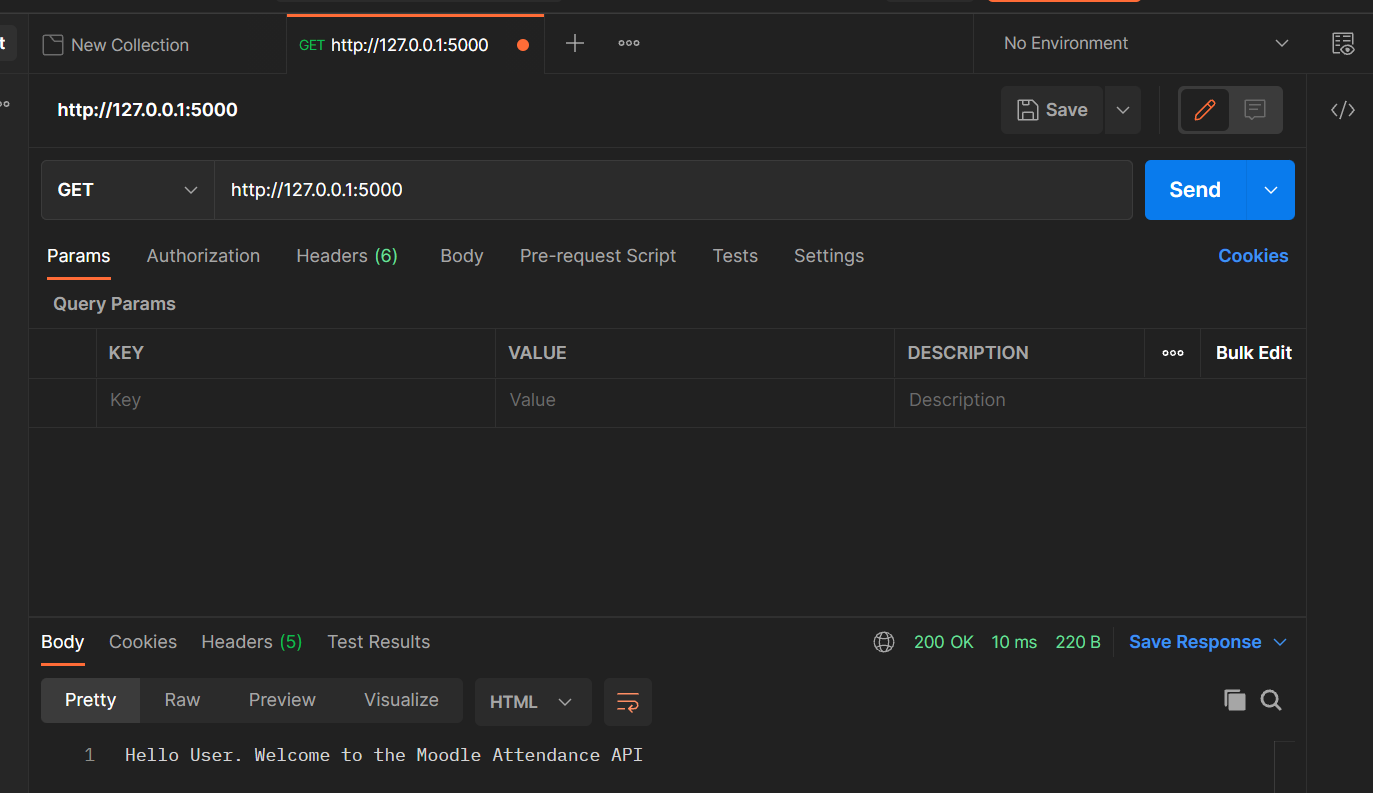 t
New Collection
GET http://127.0.0.1:5000
No Environment
http://127.0.0.1:5000
Save
GET
http://127.0.0.1:5000
Send
Params Authorization Headers (6) Body Pre-request Script Tests Settings Cookies
Query Params
KEY VALUE DESCRIPTION Bulk Edit
Key Value Description
Body Cookies Headers (5) Test Results 200 OK 10 ms 220 B Save Response
Pretty Raw Preview Visualize HTML
1 Hello User. Welcome to the Moodle Attendance API